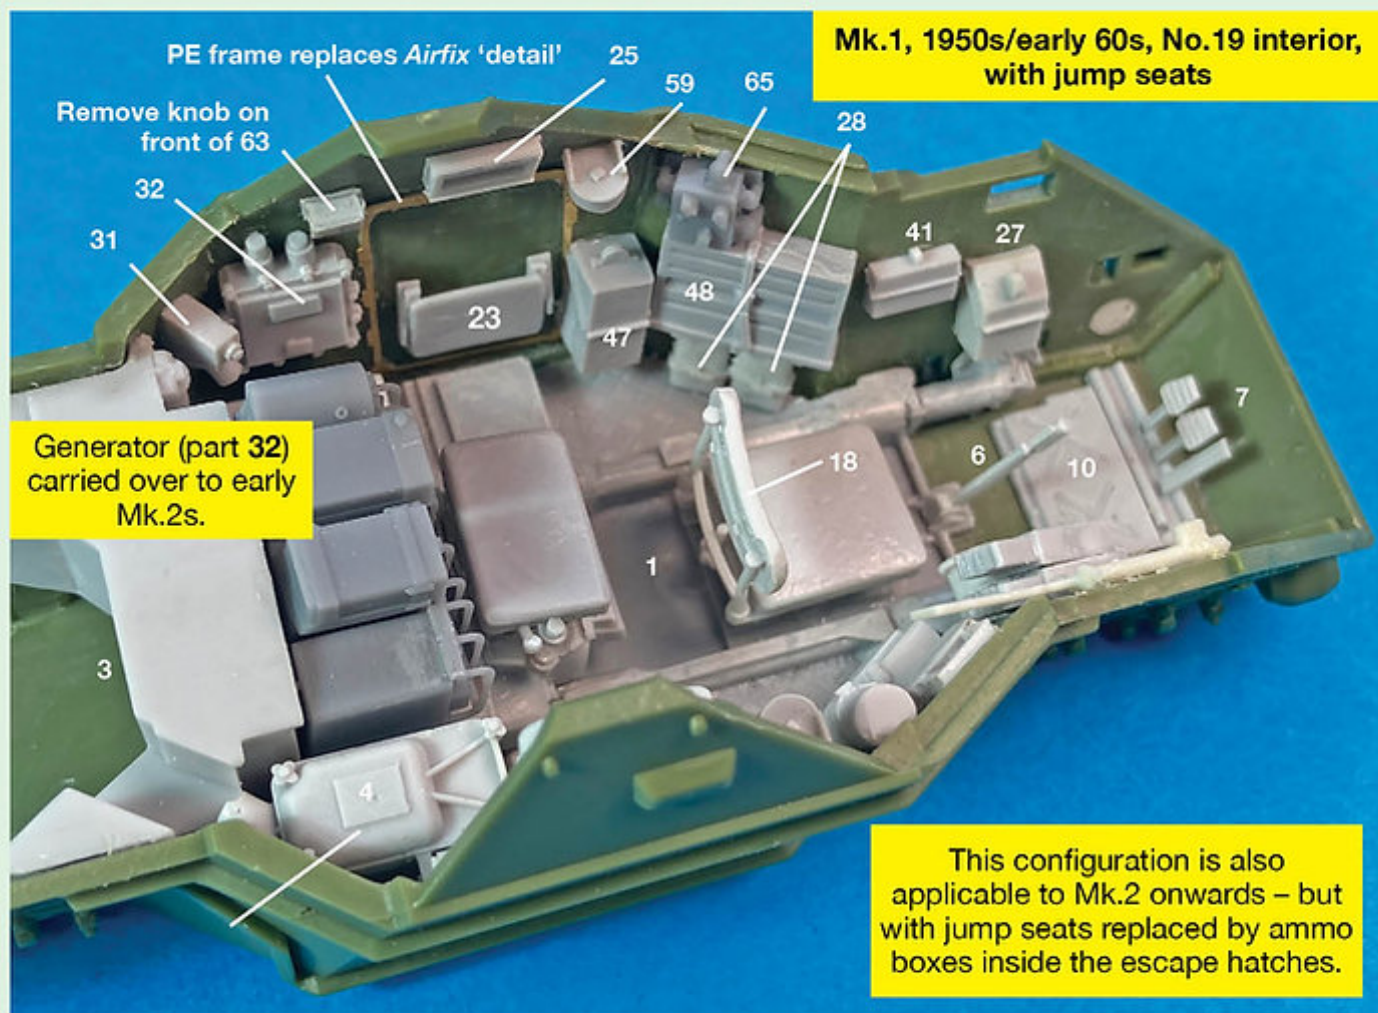 Mk.1, 1950s/early 60s, No.19 interior,
with jump seats
PE frame replaces Airfix ‘detail’
25
59
65
28
Remove knob on
front of 63
32
31
41
27
23
47
48
7
6
10
18
1
Generator (part 32)
carried over to early
Mk.2s.
3
4
This configuration is also
applicable to Mk.2 onwards – but
with jump seats replaced by ammo
boxes inside the escape hatches.